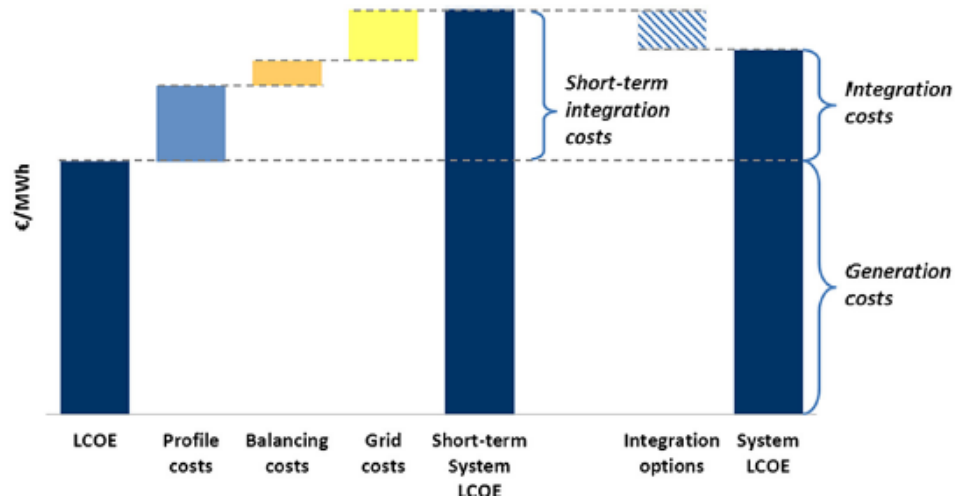 €/MWh
Short-term
integration
costs
Integration
costs
Generation
costs
LCOE
Profile
costs
Balancing
costs
Grid
costs
Short-term
System
LCOE
Integration
options
System
LCOE